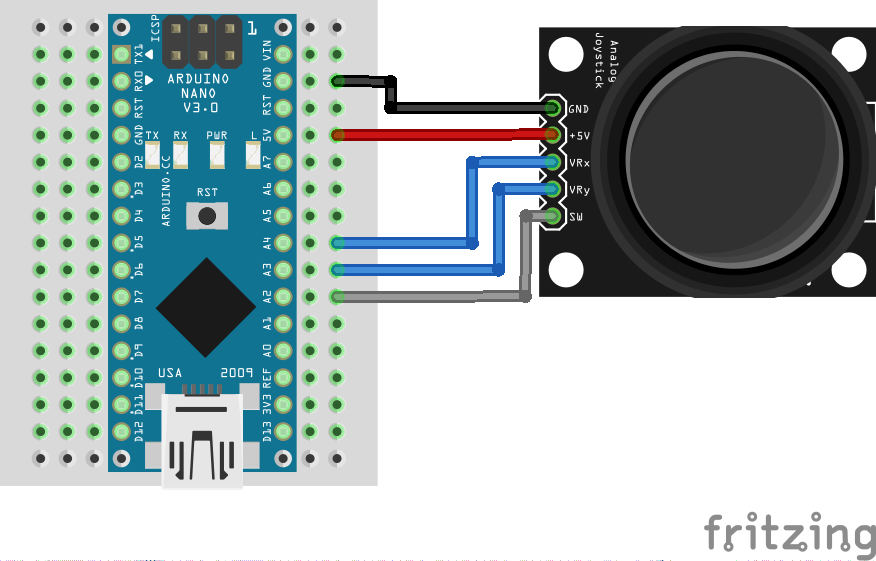 ICSP
1
TX1
RX0
RST
GND
D2
D3
D4
D5
D6
D7
D8
D9
D10
D11
D12
ARDUINO
NANO
V3.0
TX RX PWR L
ARDUINO.CC
RST
USA 2009
VIN
GND
RST
5V
A7
A6
A5
A4
A3
A2
A1
A0
REF
3V3
D13
Analog
Joystick
GND
+5V
VRx
VRy
SW
fritzing